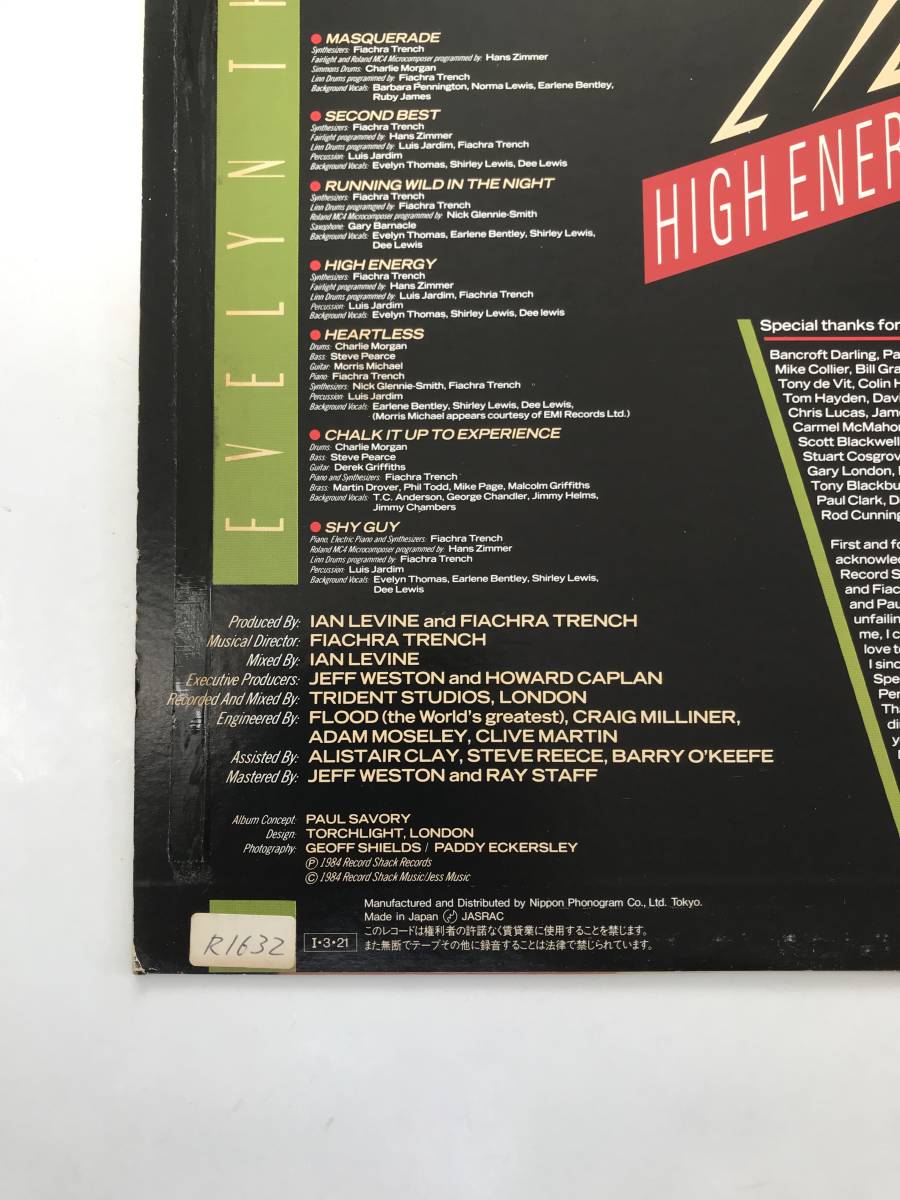 EVELYN TH
● MASQUERADE
Synthesizers: Fiachra Trench
Fairlight and Roland MC4 Microcomposer programmed by: Hans Zimmer
Simmons Drums: Charlie Morgan
Linn Drums programmed by: Fiachra Trench
Background Vocals: Barbara Pennington, Norma Lewis, Earlene Bentley,
Ruby James
● SECOND BEST
Synthesizers: Fiachra Trench
Fairlight programmed by: Hans Zimmer
Linn Drums programmed by: Luis Jardim, Fiachra Trench
Percussion: Luis Jardim
Background Vocals: Evelyn Thomas, Shirley Lewis, Dee Lewis
● RUNNING WILD IN THE NIGHT
Synthesizers: Fiachra Trench
Linn Drums programmed by: Fiachra Trench
Roland MC4 Microcomposer programmed by: Nick Glennie-Smith
Saxophone: Gary Barnacle
Background Vocals: Evelyn Thomas, Earlene Bentley, Shirley Lewis,
Dee Lewis
● HIGH ENERGY
Synthesizers: Fiachra Trench
Fairlight programmed by: Hans Zimmer
Linn Drums programmed by: Luis Jardim, Fiachria Trench
Percussion: Luis Jardim
Background Vocals: Evelyn Thomas, Shirley Lewis, Dee lewis
● HEARTLESS
Drums: Charlie Morgan
Bass: Steve Pearce
Guitar: Morris Michael
Piano: Fiachra Trench
Synthesizers: Nick Glennie-Smith, Fiachra Trench
Percussion: Luis Jardim
Background Vocals: Earlene Bentley, Shirley Lewis, Dee Lewis,
(Morris Michael appears courtesy of EMI Records Ltd.)
● CHALK IT UP TO EXPERIENCE
Drums: Charlie Morgan
Bass: Steve Pearce
Guitar: Derek Griffiths
Piano and Synthesizers: Fiachra Trench
Brass: Martin Drover, Phil Todd, Mike Page, Malcolm Griffiths
Background Vocals: T.C. Anderson, George Chandler, Jimmy Helms,
Jimmy Chambers
● SHY GUY
Piano, Electric Piano and Synthesizers: Fiachra Trench
Roland MC4 Microcomposer programmed by: Hans Zimmer
Linn Drums programmed by: Fiachra Trench
Percussion: Luis Jardim
Background Vocals: Evelyn Thomas, Earlene Bentley, Shirley Lewis,
Dee Lewis
Produced By: IAN LEVINE and FIACHRA TRENCH
Musical Director: FIACHRA TRENCH
Mixed By: IAN LEVINE
Executive Producers: JEFF WESTON and HOWARD CAPLAN
Recorded And Mixed By: TRIDENT STUDIOS, LONDON
Engineered By: FLOOD (the World's greatest), CRAIG MILLINER,
ADAM MOSELEY, CLIVE MARTIN
Assisted By: ALISTAIR CLAY, STEVE REECE, BARRY O'KEEFE
Mastered By: JEFF WESTON and RAY STAFF
Album Concept: PAUL SAVORY
Design: TORCHLIGHT, LONDON
Photography: GEOFF SHIELDS / PADDY ECKERSLEY
Ⓟ 1984 Record Shack Records
© 1984 Record Shack Music/Jess Music
Manufactured and Distributed by Nippon Phonogram Co., Ltd. Tokyo.
Made in Japan JASRAC
このレコードは権利者の許諾なく賃貸業に使用することを禁じます。
また無断でテープその他に録音することは法律で禁じられています。
I・3・21
R1632
HIGH ENER
Special thanks for
Bancroft Darling, Pa
Mike Collier, Bill Gra
Tony de Vit, Colin H
Tom Hayden, Davi
Chris Lucas, Jam
Carmel McMahor
Scott Blackwell
Stuart Cosgrov
Gary London,
Tony Blackbu
Paul Clark, D
Rod Cunning
First and fo
acknowled
Record S
and Fiac
and Pau
unfailin
me, I c
love to
I sinc
Spe
Per
Tha
di
y